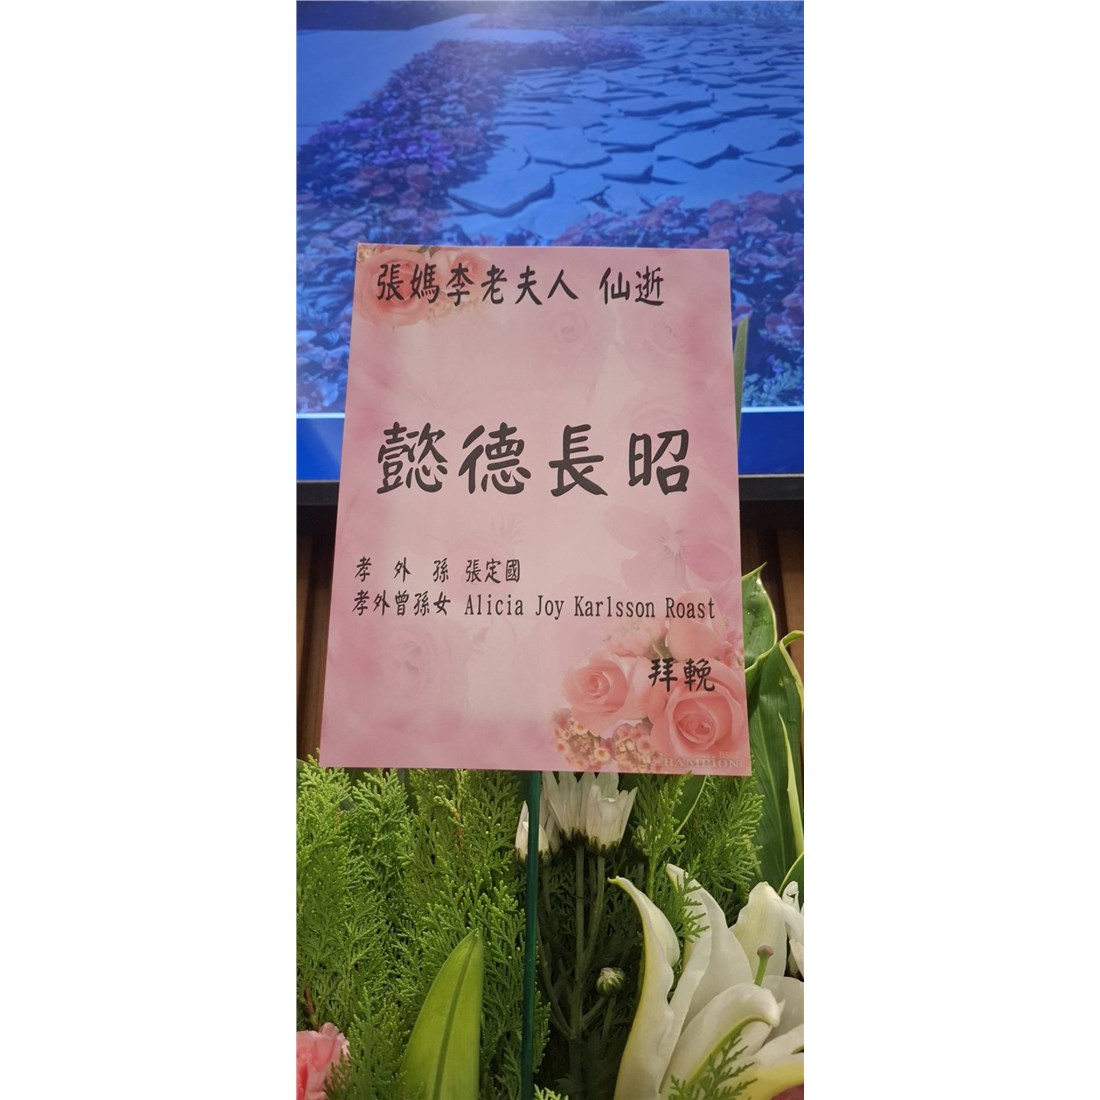 張媽李老夫人 仙逝
懿德長昭
孝 外 孫 張定國
孝外曾孫女 Alicia Joy Karlsson Roast
拜輓